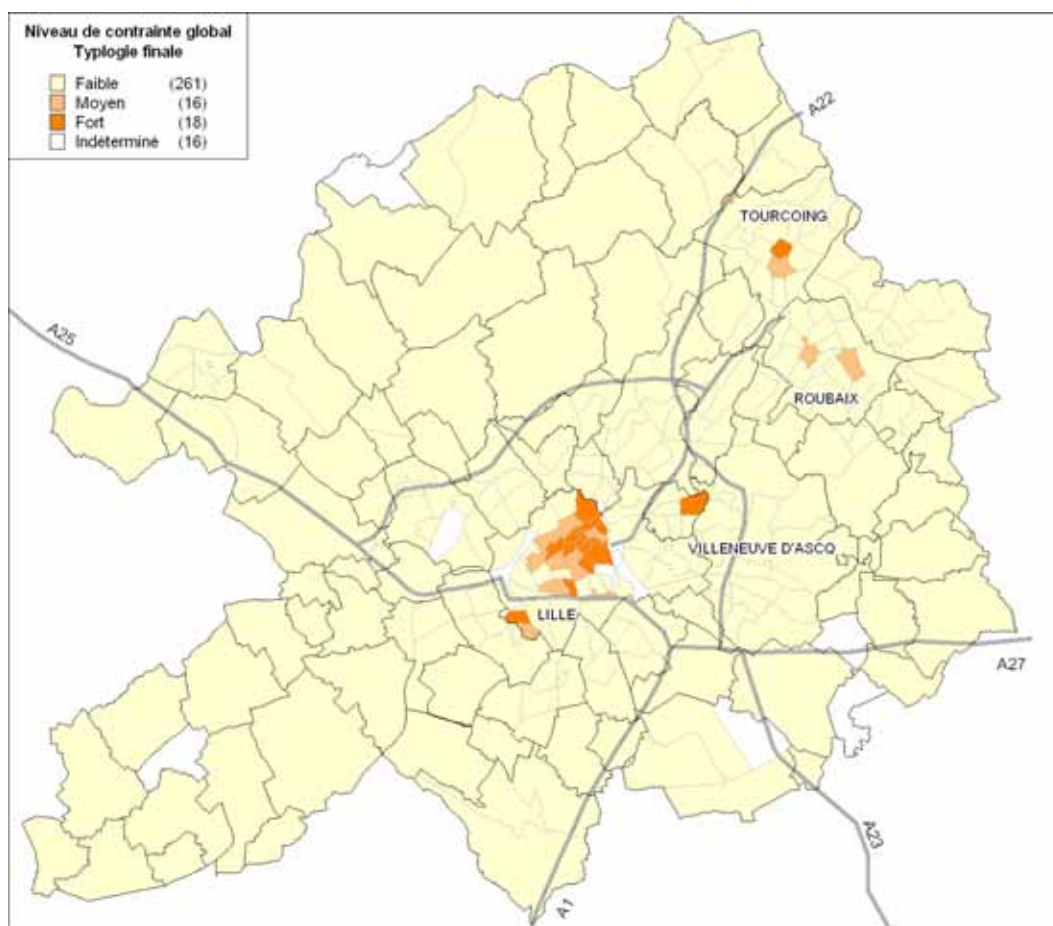 Niveau de contrainte global
Typlogie finale
Faible (261)
Moyen (16)
Fort (18)
Indéterminé (16)
A22
TOURCOING
A25
ROUBAIX
VILLENEUVE D'ASCQ
LILLE
A27
A23
A1